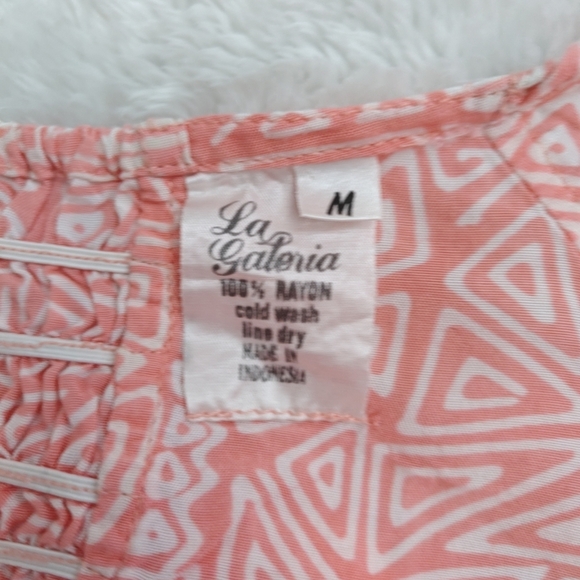 M
La
Galeria
100% RAYON
cold wash
line dry
MADE IN
INDONESIA